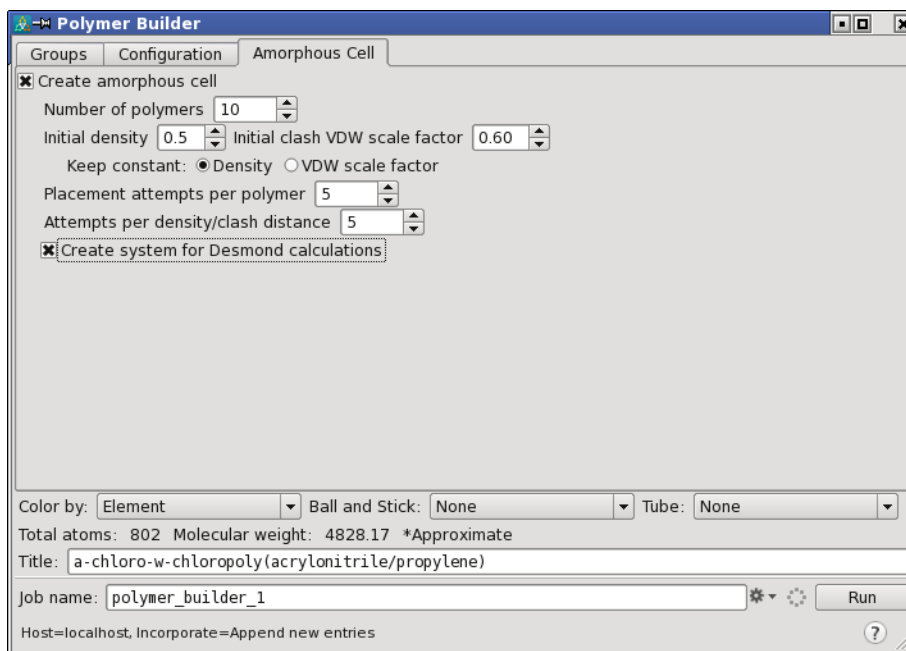 Polymer Builder
Groups Configuration Amorphous Cell
Create amorphous cell
Number of polymers 10
Initial density 0.5 Initial clash VDW scale factor 0.60
Keep constant: Density VDW scale factor
Placement attempts per polymer 5
Attempts per density/clash distance 5
Create system for Desmond calculations
Color by: Element Ball and Stick: None Tube: None
Total atoms: 802 Molecular weight: 4828.17 *Approximate
Title: a-chloro-w-chloropoly(acrylonitrile/propylene)
Job name: polymer_builder_1 Run
Host=localhost, Incorporate=Append new entries ?